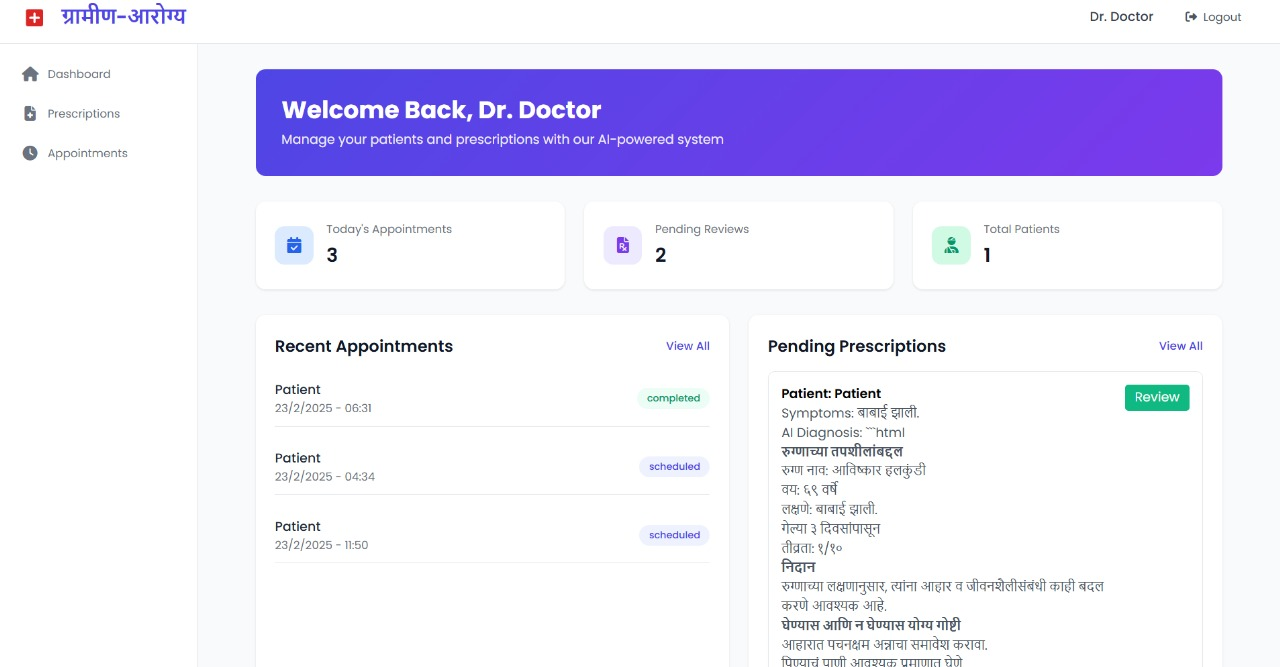 ग्रामीण-आरोग्य
Dr. Doctor
Logout
Dashboard
Prescriptions
Appointments
Welcome Back, Dr. Doctor
Manage your patients and prescriptions with our AI-powered system
Today's Appointments
3
Pending Reviews
2
Total Patients
1
Recent Appointments
View All
Patient
23/2/2025 - 06:31
completed
Patient
23/2/2025 - 04:34
scheduled
Patient
23/2/2025 - 11:50
scheduled
Pending Prescriptions
View All
Patient: Patient
Review
Symptoms: बाबाई झाली.
AI Diagnosis: ```html
रुग्णाच्या तपशीलांबद्दल
रुग्ण नाव: आविष्कार हलकुंडी
वय: ६९ वर्षे
लक्षणे: बाबाई झाली.
गेल्या ३ दिवसांपासून
तीव्रता: १/१०
निदान
रुग्णाच्या लक्षणानुसार, त्यांना आहार व जीवनशैलीसंबंधी काही बदल
करणे आवश्यक आहे.
घेण्यास आणि न घेण्यास योग्य गोष्टी
आहारात पचनक्षम अन्नाचा समावेश करावा.
पिण्याचं पाणी आवश्यक प्रमाणात घेणे